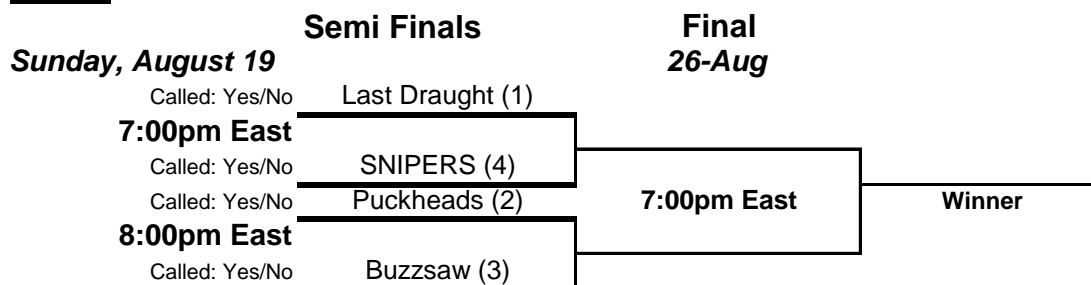 Semi Finals Final
Sunday, August 19 26-Aug
Called: Yes/No Last Draught (1)
7:00pm East
Called: Yes/No SNIPERS (4)
Called: Yes/No Puckheads (2) 7:00pm East Winner
8:00pm East
Called: Yes/No Buzzsaw (3)